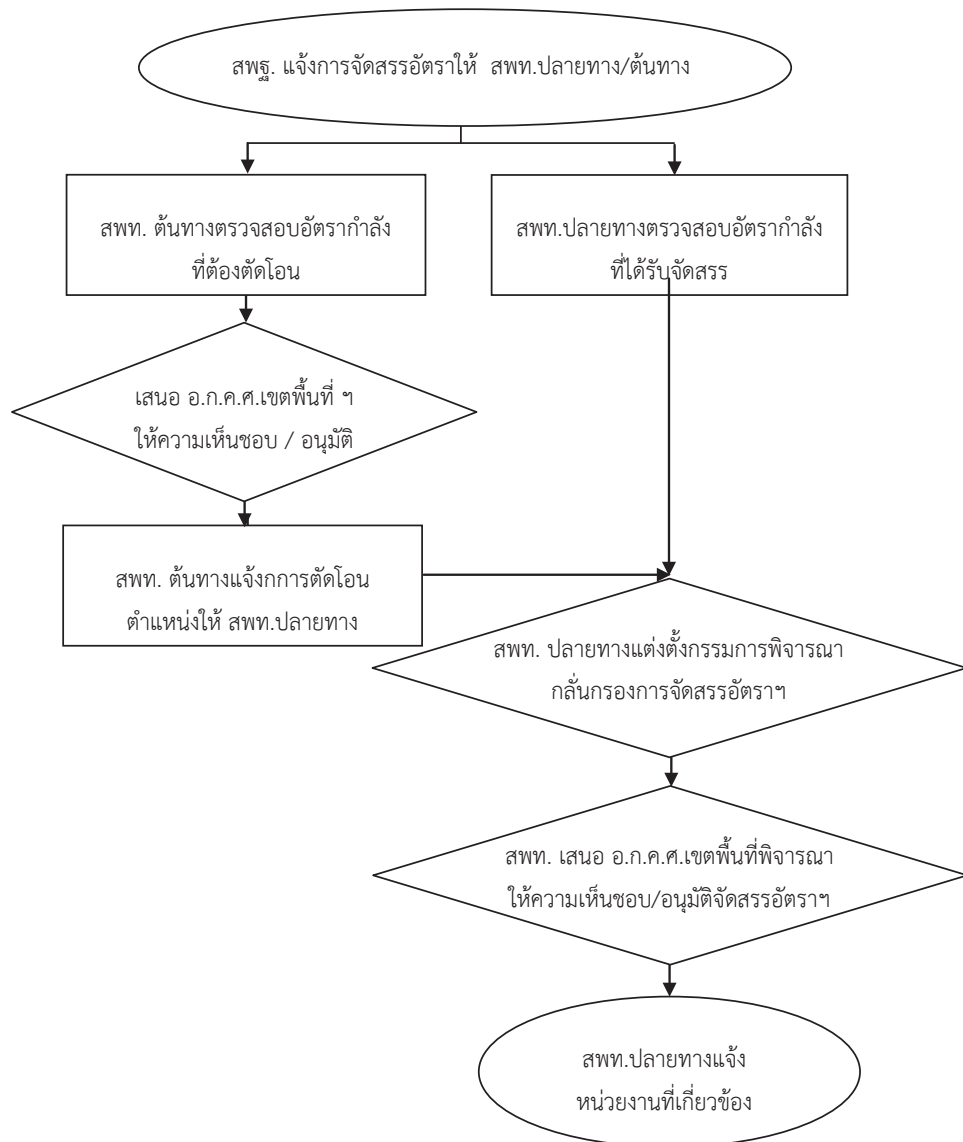 สพฐ. แจ้งการจัดสรรอัตราให้ สพท.ปลายทาง/ต้นทาง
สพท. ต้นทางตรวจสอบอัตรากำลัง
ที่ต้องตัดโอน
สพท.ปลายทางตรวจสอบอัตรากำลัง
ที่ได้รับจัดสรร
เสนอ อ.ก.ค.ศ.เขตพื้นที่ ฯ
ให้ความเห็นชอบ / อนุมัติ
สพท. ต้นทางแจ้งกการตัดโอน
ตำแหน่งให้ สพท.ปลายทาง
สพท. ปลายทางแต่งตั้งกรรมการพิจารณา
กลั่นกรองการจัดสรรอัตราฯ
สพท. เสนอ อ.ก.ค.ศ.เขตพื้นที่พิจารณา
ให้ความเห็นชอบ/อนุมัติจัดสรรอัตราฯ
สพท.ปลายทางแจ้ง
หน่วยงานที่เกี่ยวข้อง